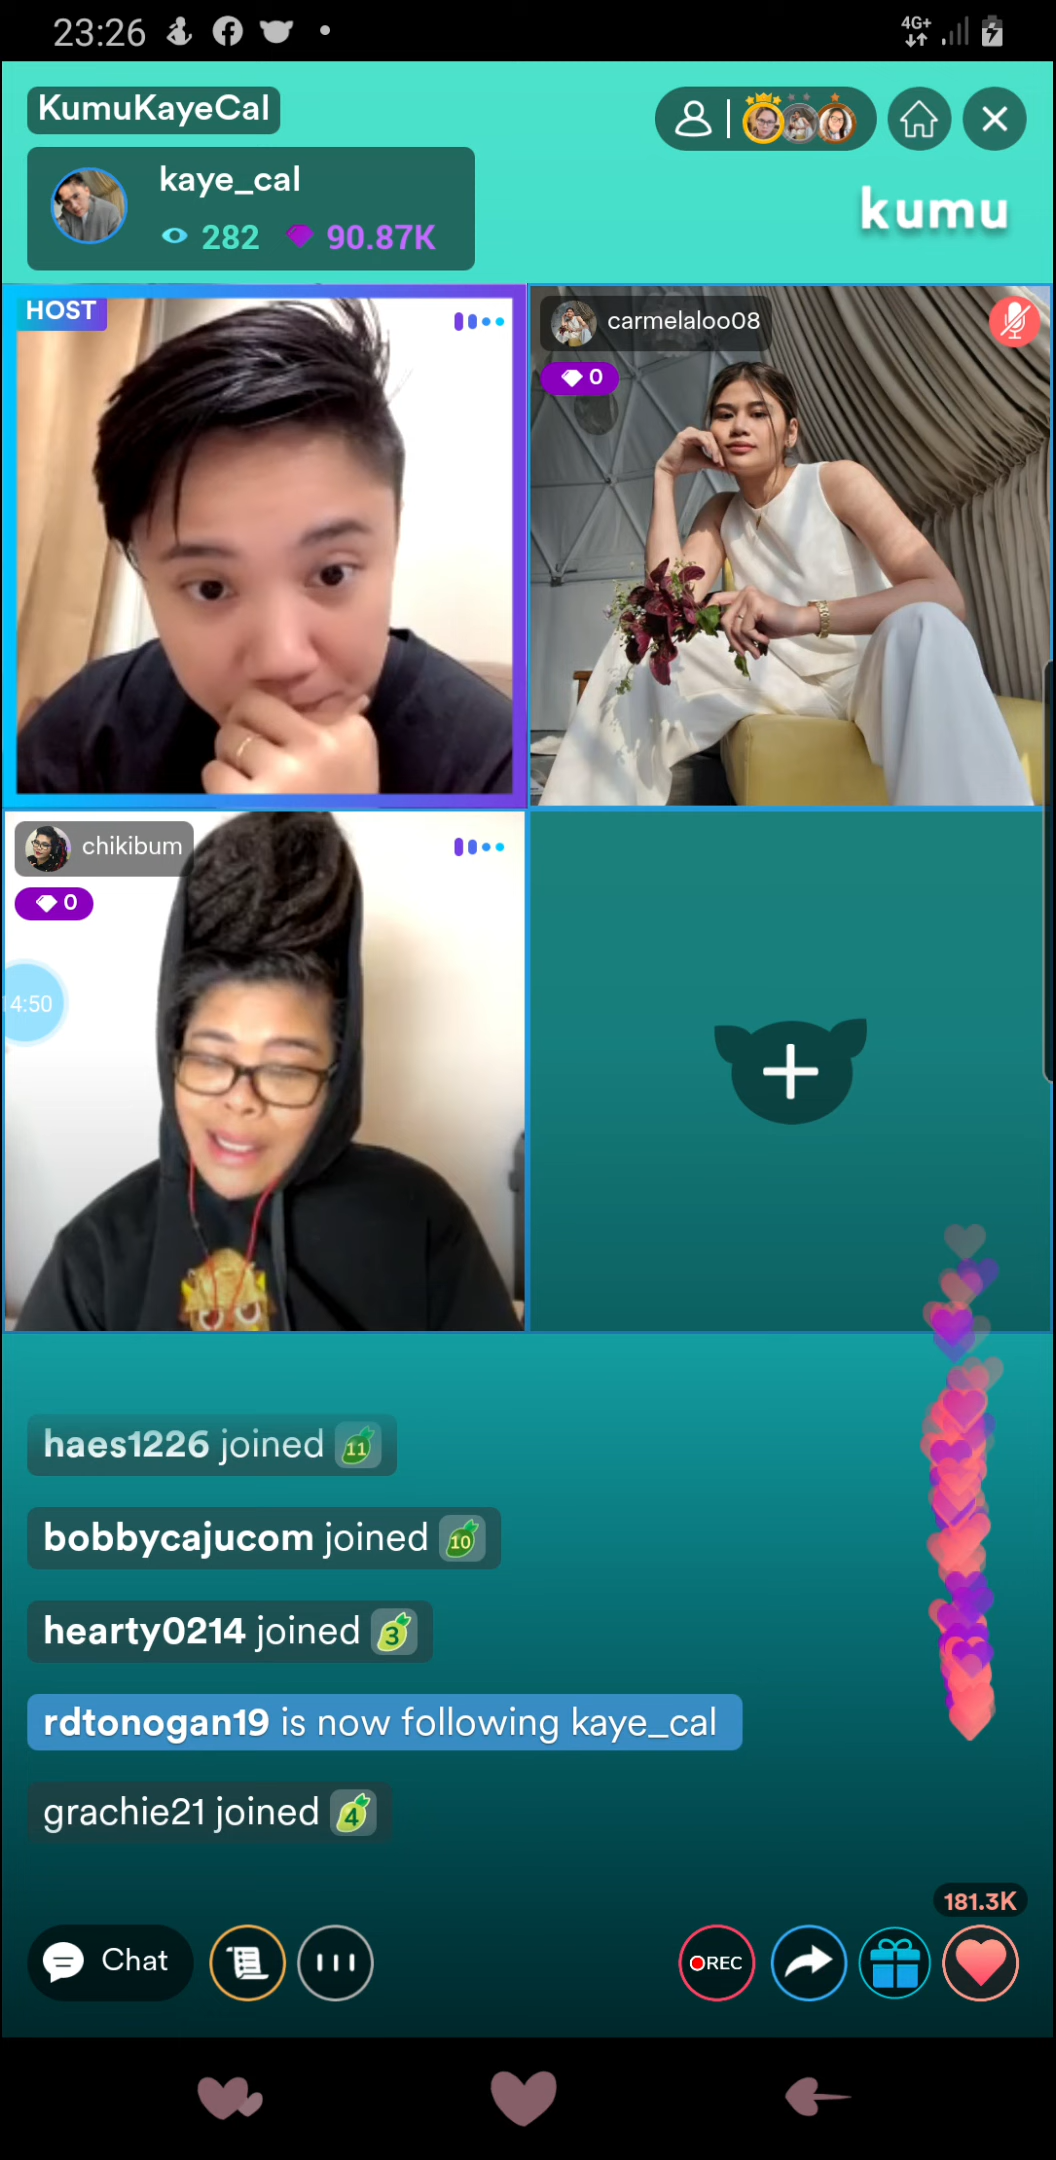 23:26
4G+
KumuKayeCal
kaye_cal
282 90.87K
kumu
HOST
carmelaloo08
0
chikibum
0
4:50
haes1226 joined 11
bobbycajucom joined 10
hearty0214 joined 3
rdtonogan19 is now following kaye_cal
grachie21 joined 4
181.3K
Chat
REC